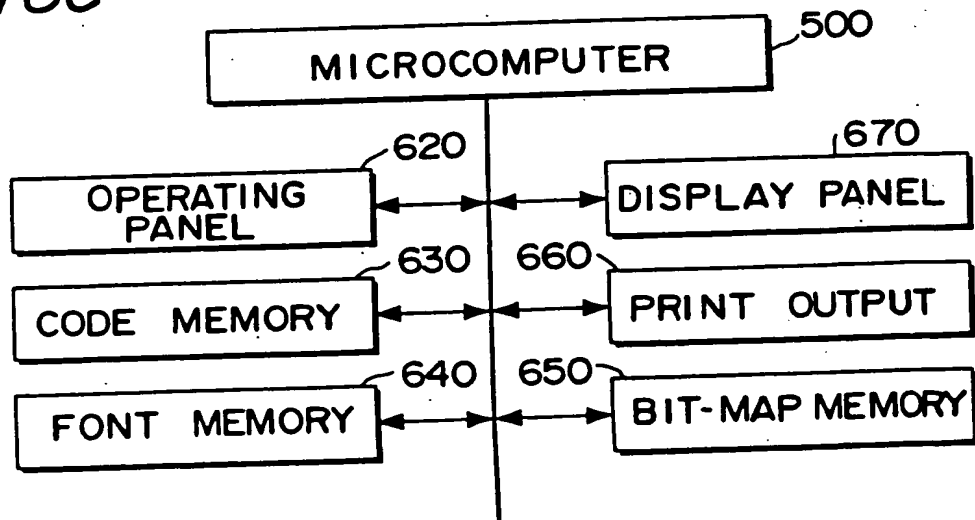 MICROCOMPUTER
500
620
OPERATING
PANEL
670
DISPLAY PANEL
630
CODE MEMORY
660
PRINT OUTPUT
640
FONT MEMORY
650
BIT-MAP MEMORY